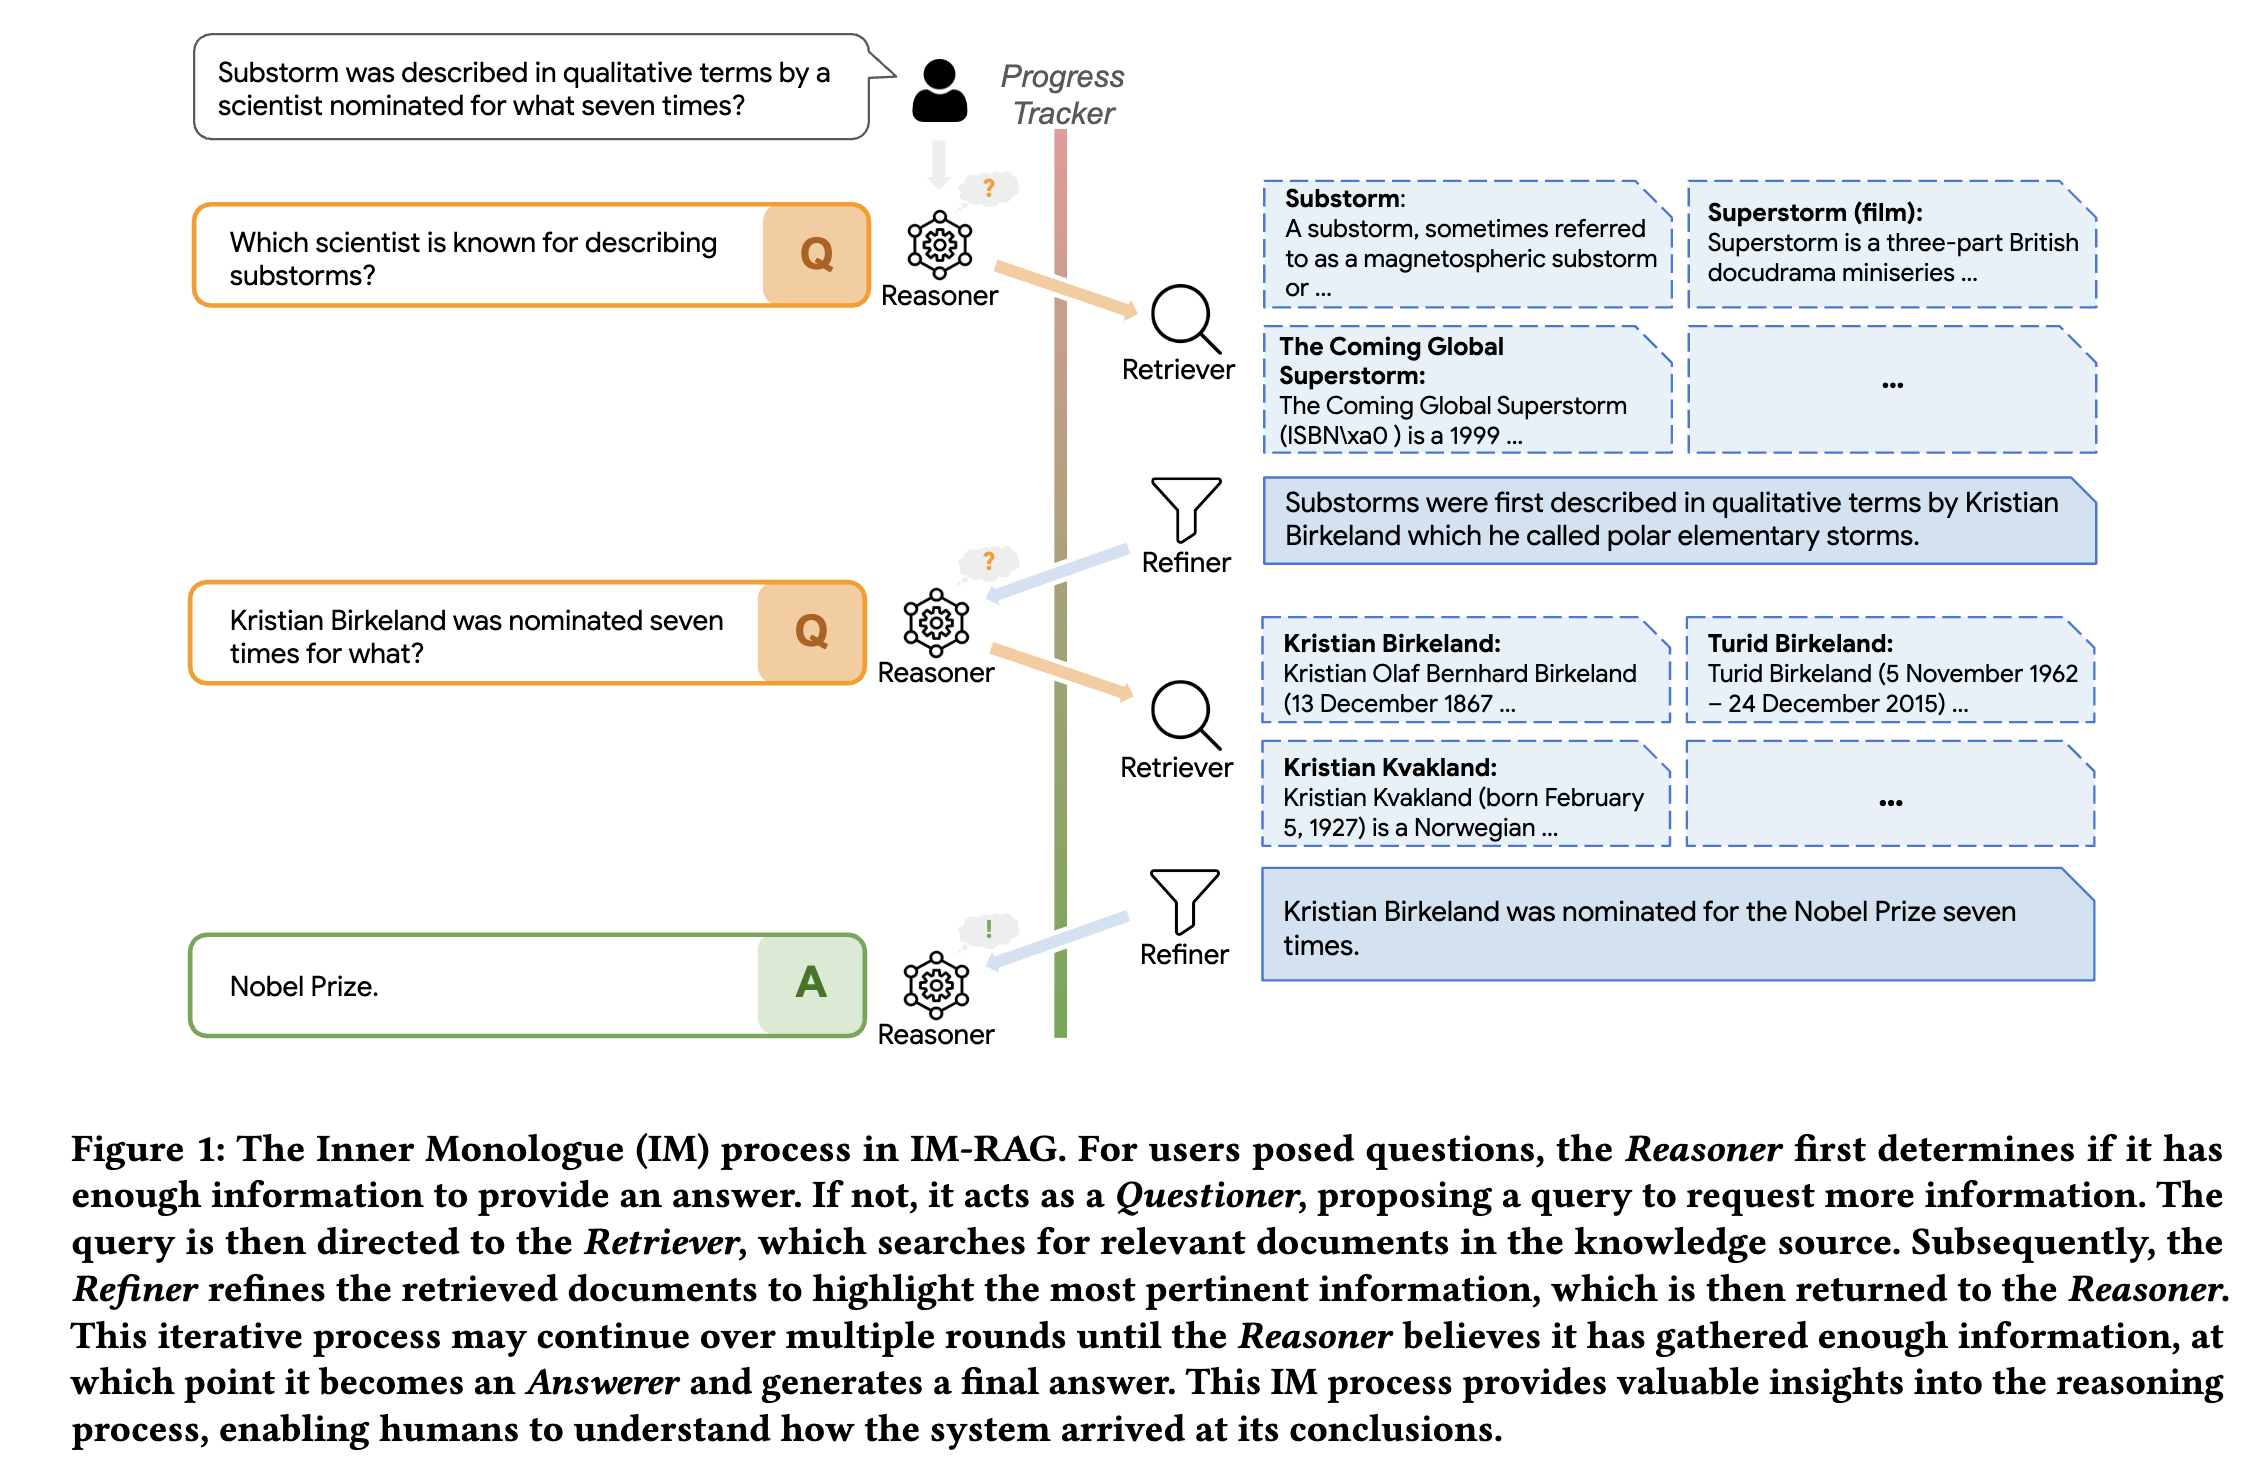 Substorm was described in qualitative terms by a
scientist nominated for what seven times?
Progress
Tracker
?
Which scientist is known for describing
substorms?
Q
Reasoner
Retriever
Substorm:
A substorm, sometimes referred
to as a magnetospheric substorm
or ...
Superstorm (film):
Superstorm is a three-part British
docudrama miniseries ...
The Coming Global
Superstorm:
The Coming Global Superstorm
(ISBN\xa0 ) is a 1999 ...
...
Refiner
Substorms were first described in qualitative terms by Kristian
Birkeland which he called polar elementary storms.
?
Kristian Birkeland was nominated seven
times for what?
Q
Reasoner
Retriever
Kristian Birkeland:
Kristian Olaf Bernhard Birkeland
(13 December 1867 ...
Turid Birkeland:
Turid Birkeland (5 November 1962
– 24 December 2015) ...
Kristian Kvakland:
Kristian Kvakland (born February
5, 1927) is a Norwegian ...
...
Refiner
Kristian Birkeland was nominated for the Nobel Prize seven
times.
!
Nobel Prize.
A
Reasoner
Figure 1: The Inner Monologue (IM) process in IM-RAG. For users posed questions, the Reasoner first determines if it has
enough information to provide an answer. If not, it acts as a Questioner, proposing a query to request more information. The
query is then directed to the Retriever, which searches for relevant documents in the knowledge source. Subsequently, the
Refiner refines the retrieved documents to highlight the most pertinent information, which is then returned to the Reasoner.
This iterative process may continue over multiple rounds until the Reasoner believes it has gathered enough information, at
which point it becomes an Answerer and generates a final answer. This IM process provides valuable insights into the reasoning
process, enabling humans to understand how the system arrived at its conclusions.